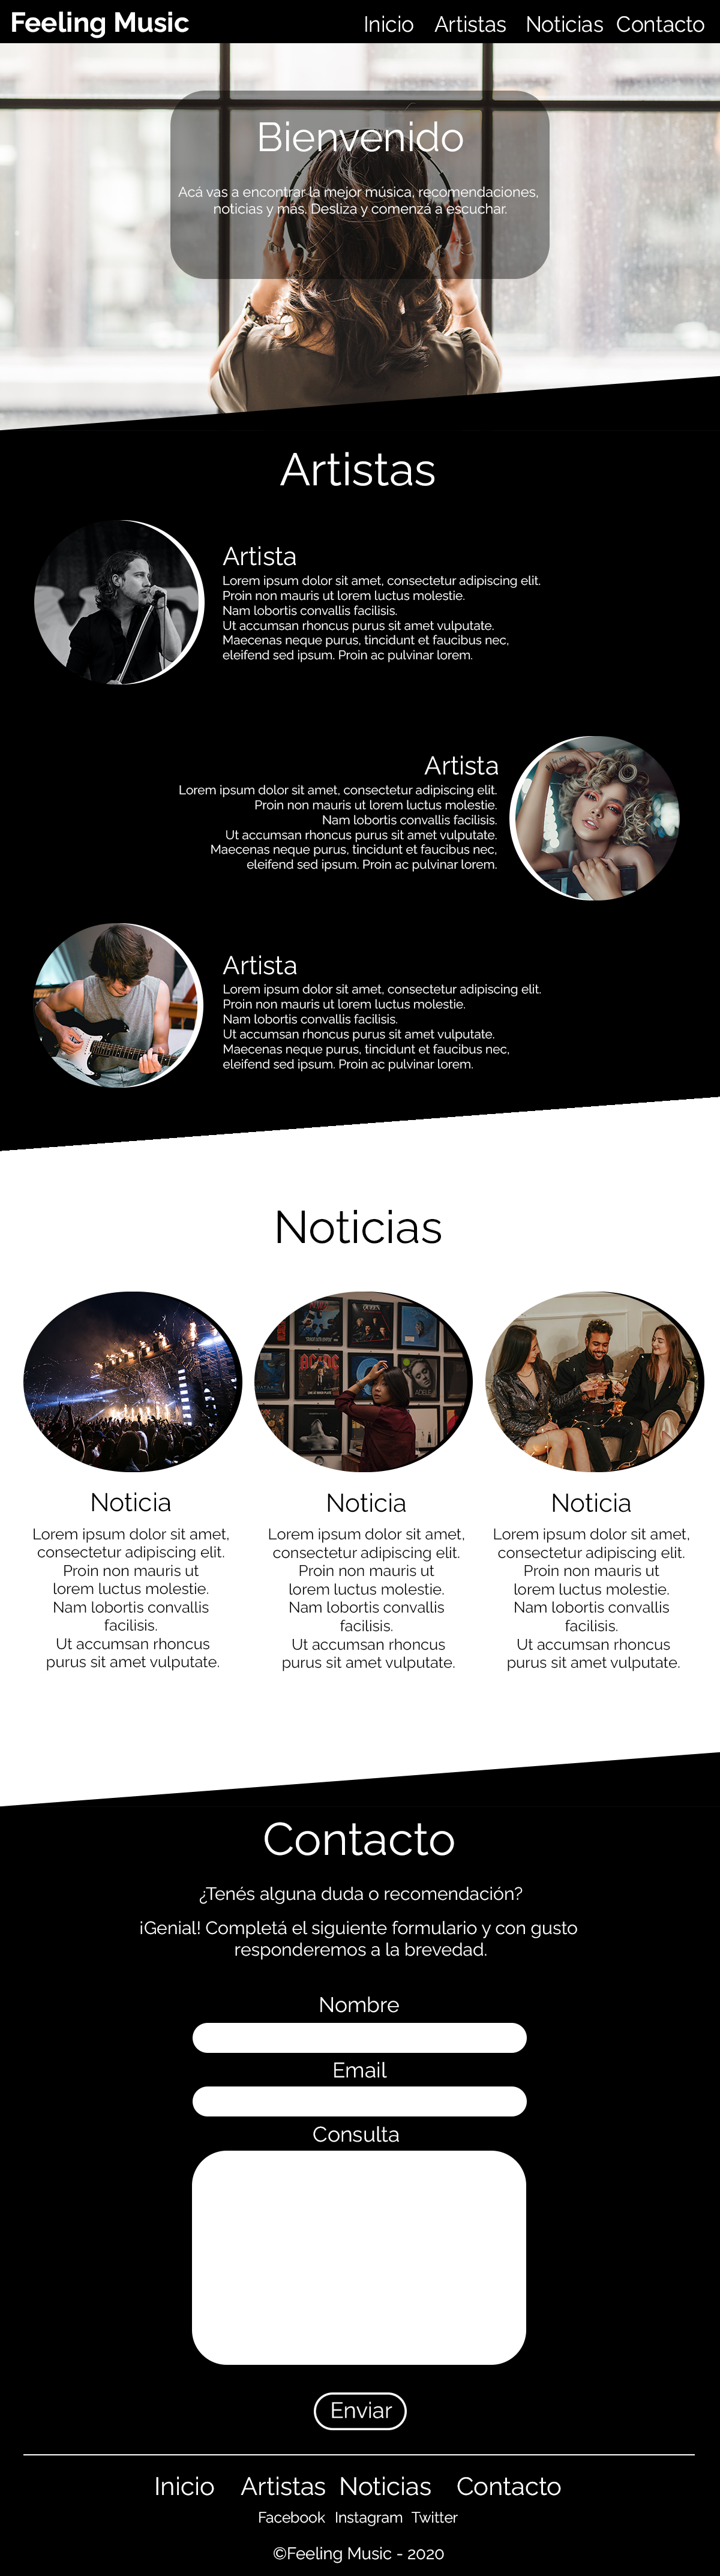 Feeling Music
Inicio Artistas Noticias Contacto
Bienvenido
Acá vas a encontrar la mejor música, recomendaciones,
noticias y más. Desliza y comenzá a escuchar.
Artistas
Artista
Lorem ipsum dolor sit amet, consectetur adipiscing elit.
Proin non mauris ut lorem luctus molestie.
Nam lobortis convallis facilisis.
Ut accumsan rhoncus purus sit amet vulputate.
Maecenas neque purus, tincidunt et faucibus nec,
eleifend sed ipsum. Proin ac pulvinar lorem.
Artista
Lorem ipsum dolor sit amet, consectetur adipiscing elit.
Proin non mauris ut lorem luctus molestie.
Nam lobortis convallis facilisis.
Ut accumsan rhoncus purus sit amet vulputate.
Maecenas neque purus, tincidunt et faucibus nec,
eleifend sed ipsum. Proin ac pulvinar lorem.
Artista
Lorem ipsum dolor sit amet, consectetur adipiscing elit.
Proin non mauris ut lorem luctus molestie.
Nam lobortis convallis facilisis.
Ut accumsan rhoncus purus sit amet vulputate.
Maecenas neque purus, tincidunt et faucibus nec,
eleifend sed ipsum. Proin ac pulvinar lorem.
Noticias
QUEEN
AC/DC
ADELE
Noticia
Lorem ipsum dolor sit amet,
consectetur adipiscing elit.
Proin non mauris ut
lorem luctus molestie.
Nam lobortis convallis
facilisis.
Ut accumsan rhoncus
purus sit amet vulputate.
Noticia
Lorem ipsum dolor sit amet,
consectetur adipiscing elit.
Proin non mauris ut
lorem luctus molestie.
Nam lobortis convallis
facilisis.
Ut accumsan rhoncus
purus sit amet vulputate.
Noticia
Lorem ipsum dolor sit amet,
consectetur adipiscing elit.
Proin non mauris ut
lorem luctus molestie.
Nam lobortis convallis
facilisis.
Ut accumsan rhoncus
purus sit amet vulputate.
Contacto
¿Tenés alguna duda o recomendación?
¡Genial! Completá el siguiente formulario y con gusto
responderemos a la brevedad.
Nombre
Email
Consulta
Enviar
Inicio Artistas Noticias Contacto
Facebook Instagram Twitter
©Feeling Music - 2020